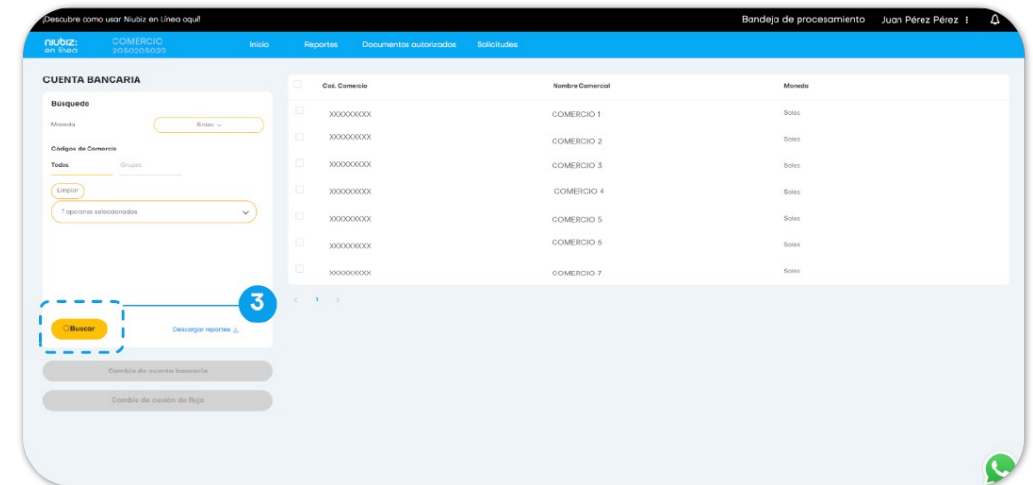 ¡Descubre como usar Niubiz en Línea aquí!
Bandeja de procesamiento
Juan Pérez Pérez
niubiz:
en línea
COMERCIO
2050205020
Inicio
Reportes
Documentos autorizados
Solicitudes
CUENTA BANCARIA
Búsqueda
Moneda
Soles
Códigos de Comercio
Todos
Grupos
Limpiar
7 opciones seleccionadas
3
Buscar
Descargar reportes
Cambio de cuenta bancaria
Cambio de cesión de flujo
Cod. Comercio
Nombre Comercial
Moneda
XXXXXXXXX
COMERCIO 1
Soles
XXXXXXXXX
COMERCIO 2
Soles
XXXXXXXXX
COMERCIO 3
Soles
XXXXXXXXX
COMERCIO 4
Soles
XXXXXXXXX
COMERCIO 5
Soles
XXXXXXXXX
COMERCIO 6
Soles
XXXXXXXXX
COMERCIO 7
Soles
< 1 >